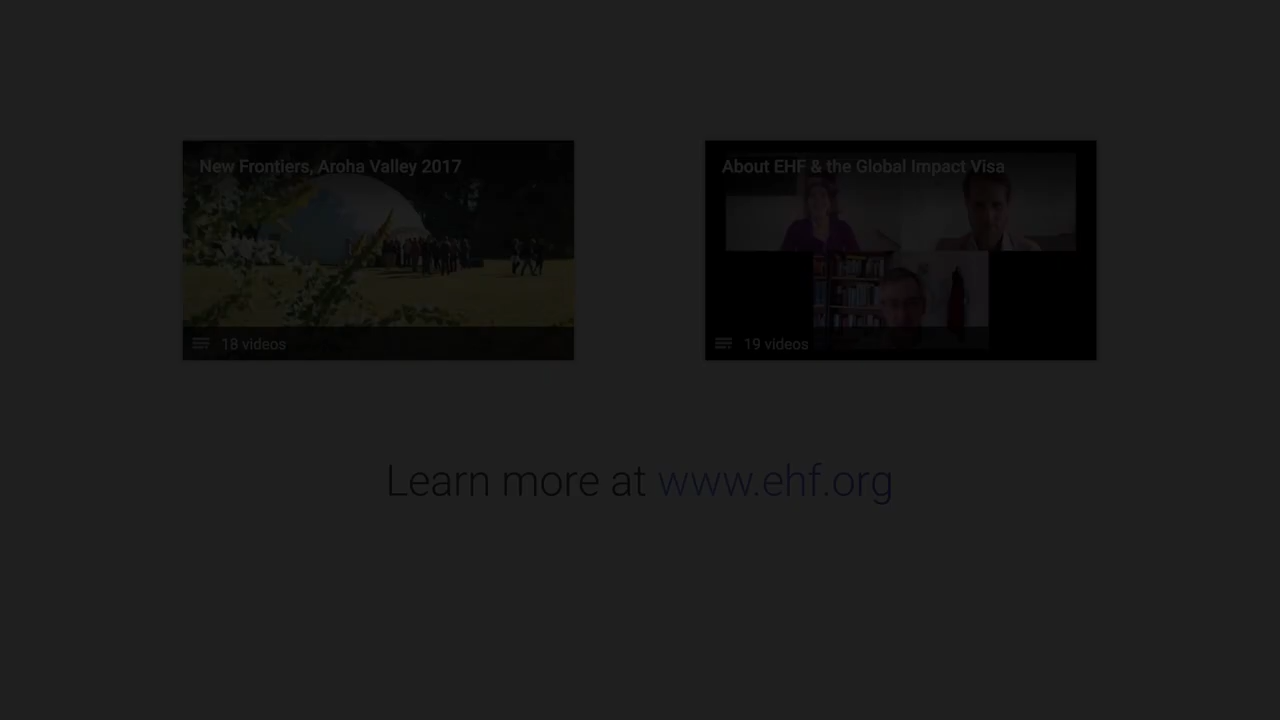 New Frontiers, Aroha Valley 2017
18 videos
About EHF & the Global Impact Visa
19 videos
Learn more at www.ehf.org